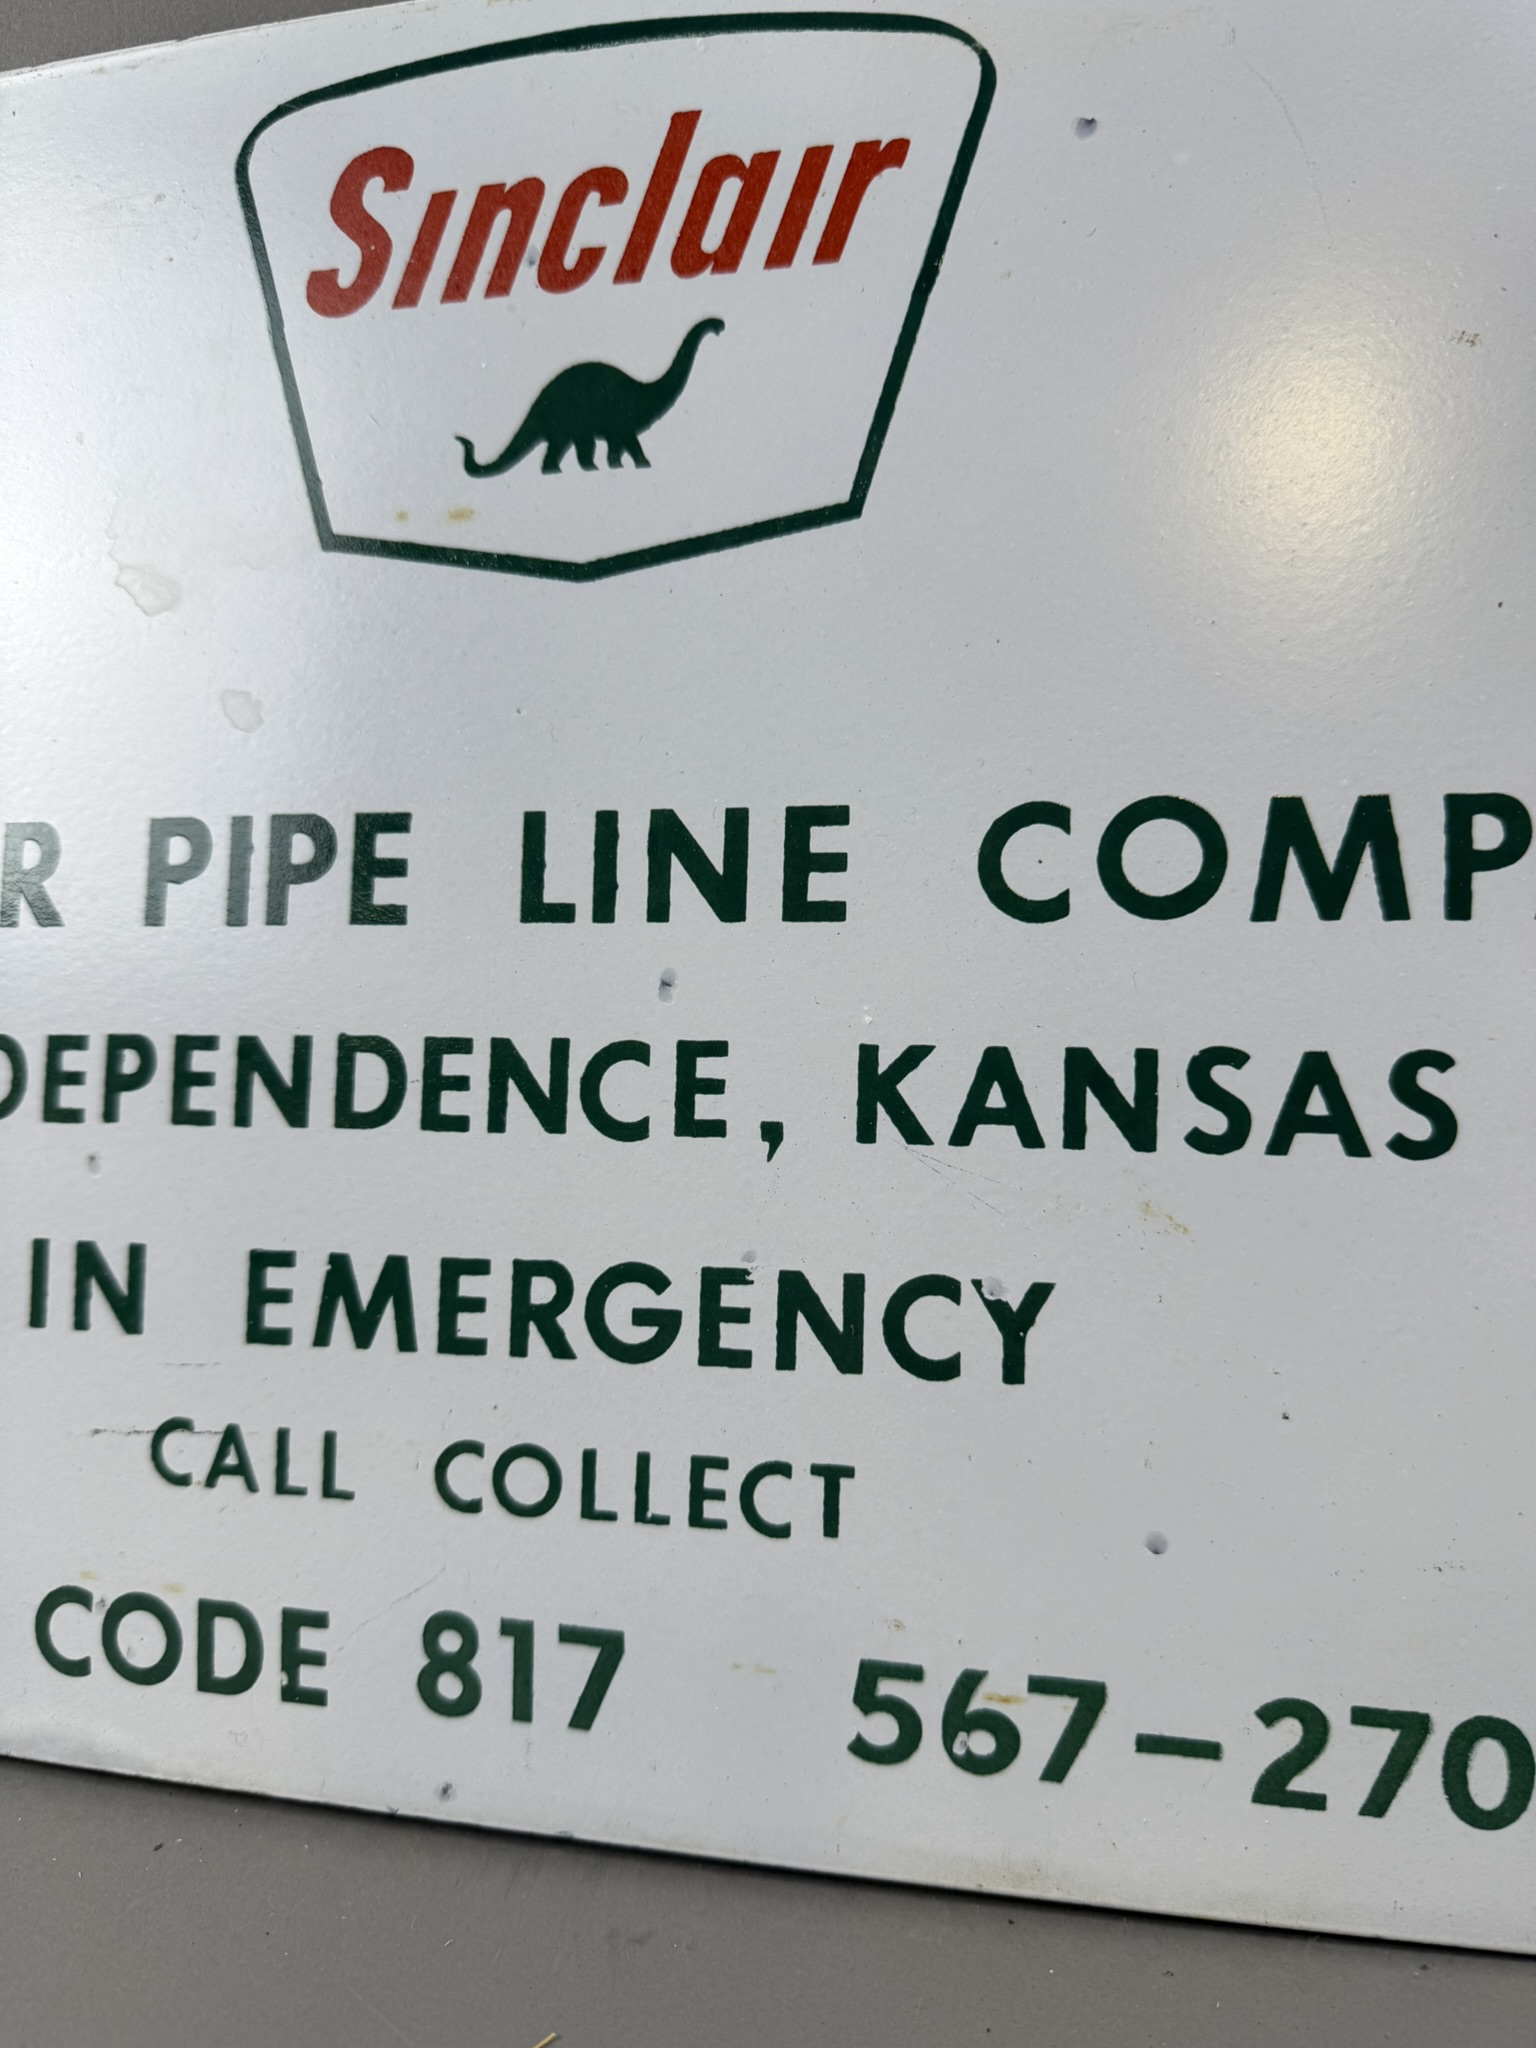 Sinclair
R PIPE LINE COMP
DEPENDENCE, KANSAS
IN EMERGENCY
CALL COLLECT
CODE 817 567-270